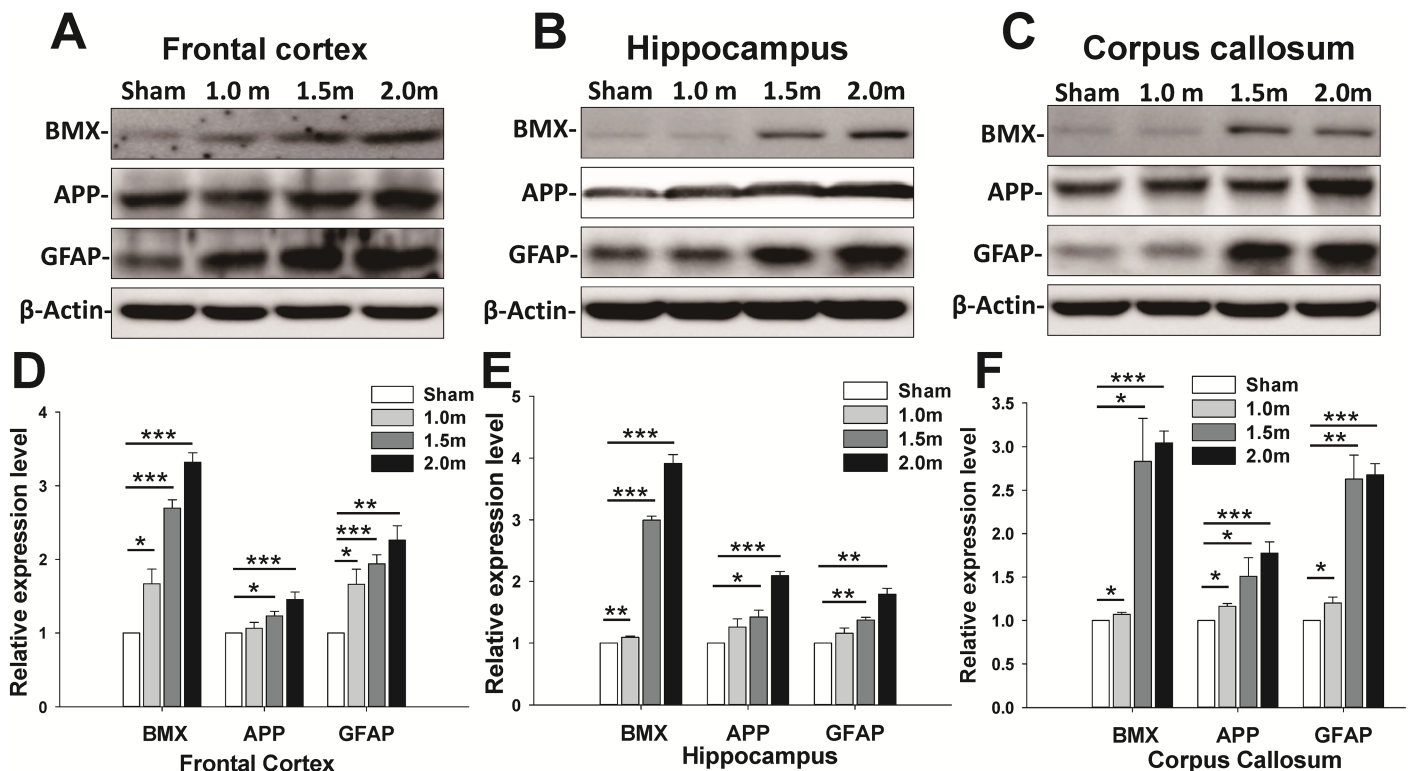 A
Frontal cortex
Sham 1.0 m 1.5m 2.0m
BMX-
APP-
GFAP-
β-Actin-
B
Hippocampus
Sham 1.0 m 1.5m 2.0m
BMX-
APP-
GFAP-
β-Actin-
C
Corpus callosum
Sham 1.0 m 1.5m 2.0m
BMX-
APP-
GFAP-
β-Actin-
D
Relative expression level
4
3
2
1
0
Sham
1.0m
1.5m
2.0m
***
***
*
***
*
**
***
*
BMX APP GFAP
Frontal Cortex
E
Relative expression level
5
4
3
2
1
0
Sham
1.0m
1.5m
2.0m
***
***
**
***
*
**
**
BMX APP GFAP
Hippocampus
F
Relative expression level
3.5
3.0
2.5
2.0
1.5
1.0
0.5
0.0
Sham
1.0m
1.5m
2.0m
***
*
*
***
*
*
***
**
*
BMX APP GFAP
Corpus Callosum